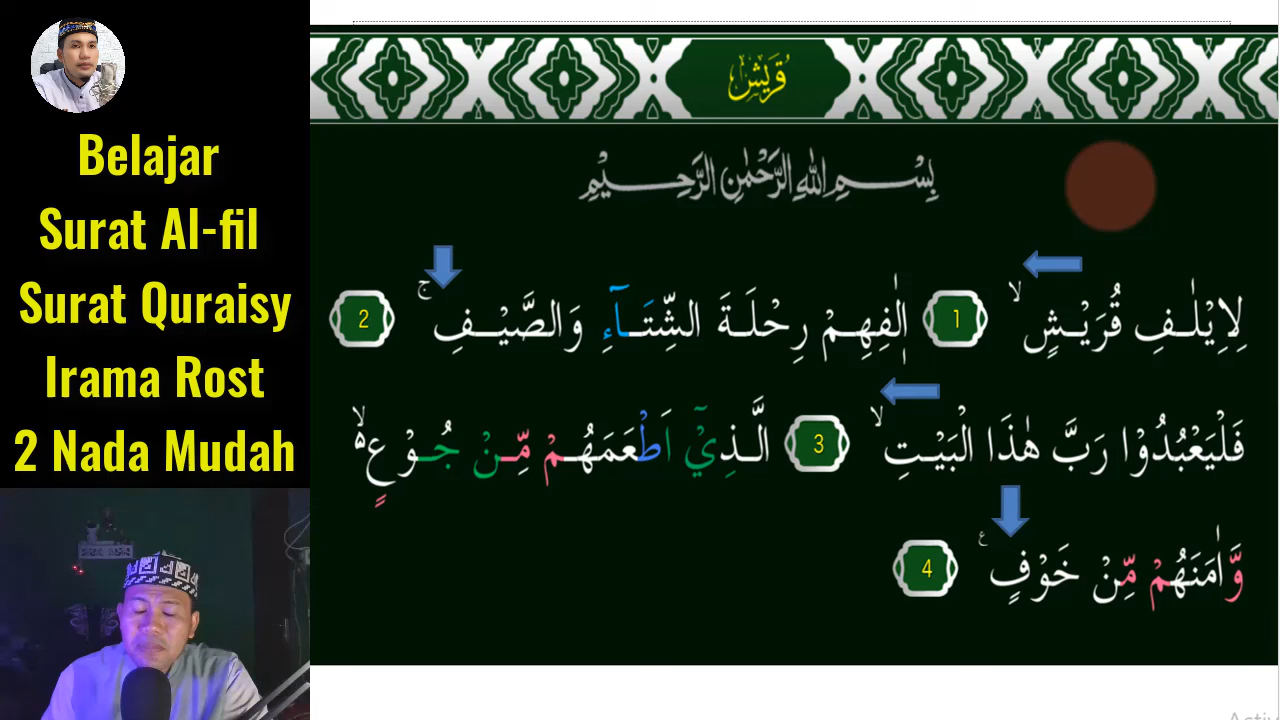 Belajar
Surat Al-fil
Surat Quraisy
Irama Rost
2 Nada Mudah
قُرَيْش
بِسْمِ اللّٰهِ الرَّحْمٰنِ الرَّحِيْمِ
لِاِيْلٰفِ قُرَيْشٍۙ 1 اٖلٰفِهِمْ رِحْلَةَ الشِّتَاۤءِ وَالصَّيْفِۚ 2
فَلْيَعْبُدُوْا رَبَّ هٰذَا الْبَيْتِۙ 3 الَّذِيْٓ اَطْعَمَهُمْ مِّنْ جُوْعٍ ەۙ
وَّاٰمَنَهُمْ مِّنْ خَوْفٍ ࣖ 4